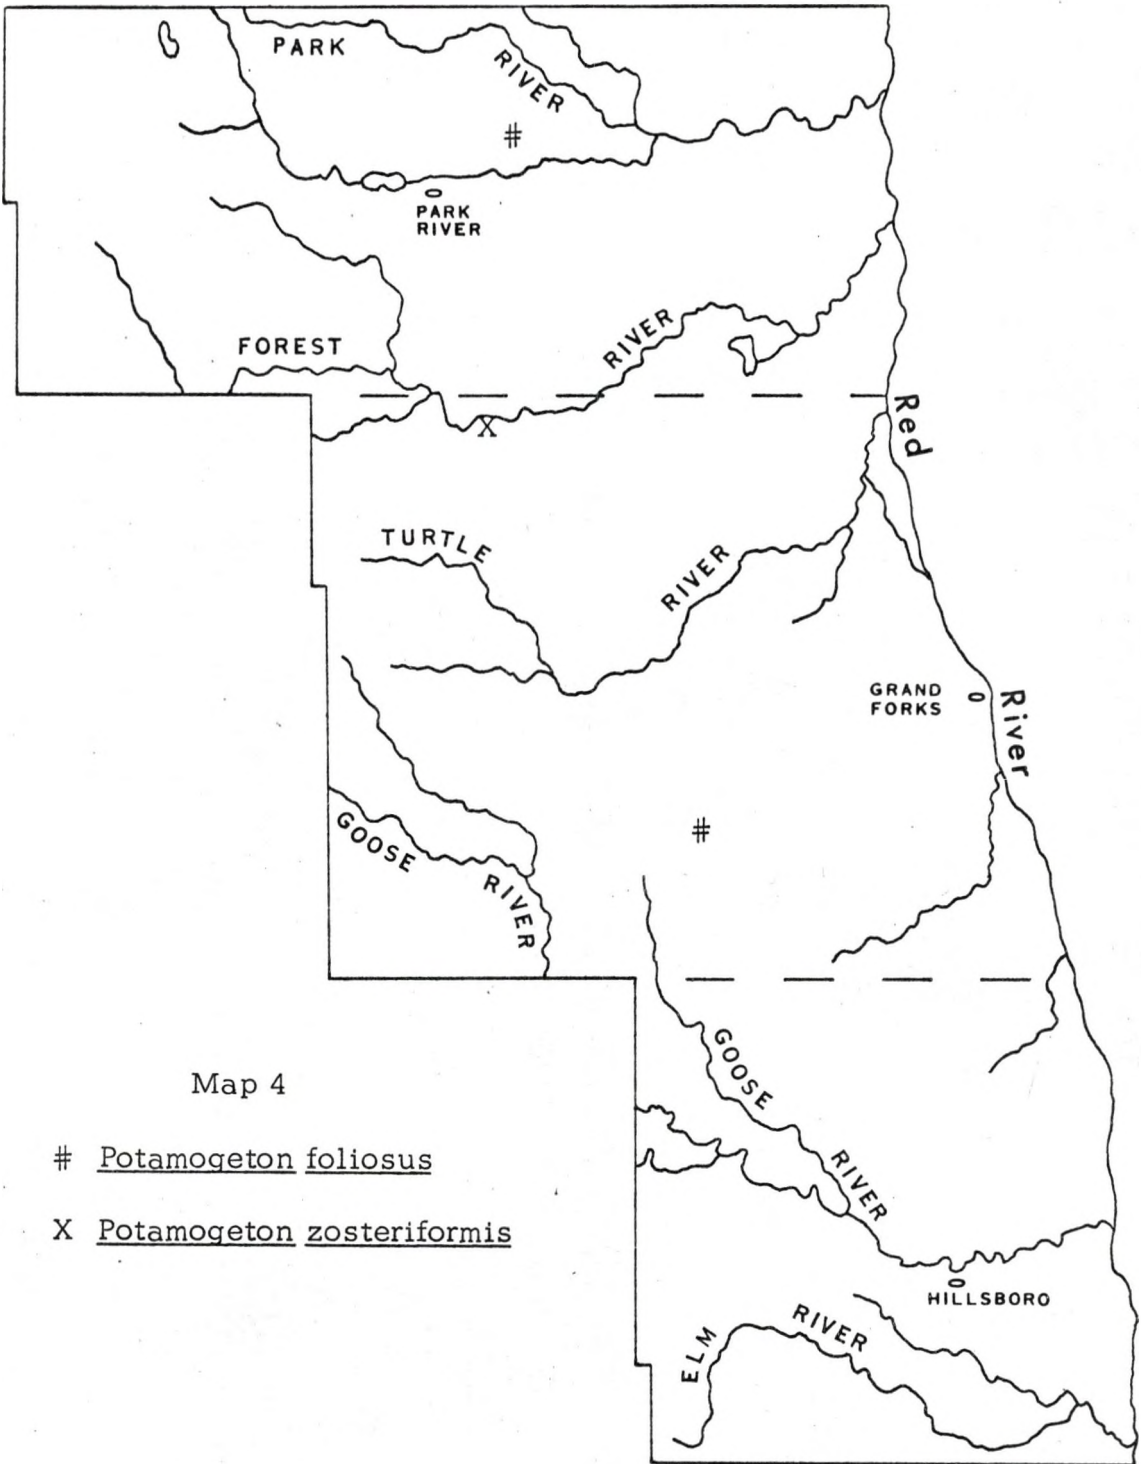 PARK
RIVER
#
PARK
RIVER
FOREST
RIVER
X
Red
TURTLE
RIVER
GRAND
FORKS
River
#
GOOSE
RIVER
GOOSE
RIVER
HILLSBORO
ELM
RIVER
Map 4
# Potamogeton foliosus
X Potamogeton zosteriformis